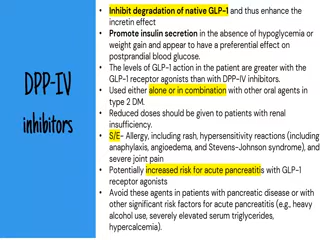 DPP-IV
inhibitors
• Inhibit degradation of native GLP-1 and thus enhance the
incretin effect
• Promote insulin secretion in the absence of hypoglycemia or
weight gain and appear to have a preferential effect on
postprandial blood glucose.
• The levels of GLP-1 action in the patient are greater with the
GLP-1 receptor agonists than with DPP-IV inhibitors.
• Used either alone or in combination with other oral agents in
type 2 DM.
• Reduced doses should be given to patients with renal
insufficiency.
• S/E- Allergy, including rash, hypersensitivity reactions (including
anaphylaxis, angioedema, and Stevens-Johnson syndrome), and
severe joint pain
• Potentially increased risk for acute pancreatitis with GLP-1
receptor agonists
• Avoid these agents in patients with pancreatic disease or with
other significant risk factors for acute pancreatitis (e.g., heavy
alcohol use, severely elevated serum triglycerides,
hypercalcemia).